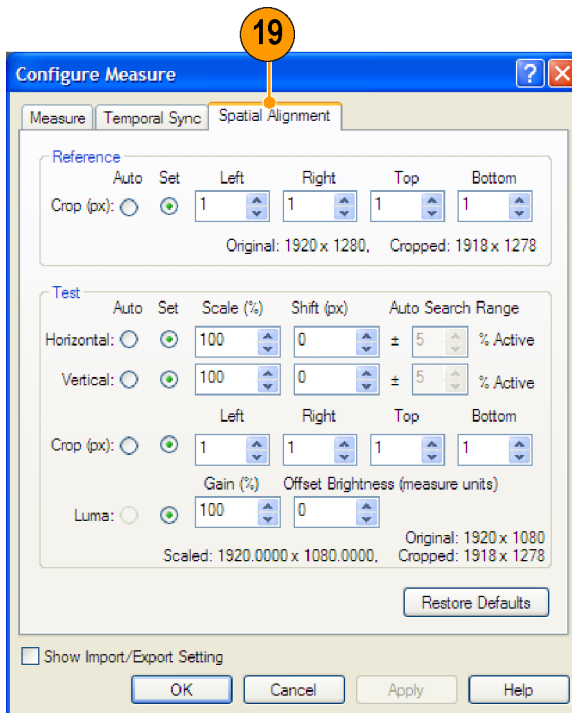 19
Configure Measure
Measure Temporal Sync Spatial Alignment
Reference
Auto Set Left Right Top Bottom
Crop (px): 1 1 1 1
Original: 1920 x 1280, Cropped: 1918 x 1278
Test
Auto Set Scale (%) Shift (px) Auto Search Range
Horizontal: 100 0 ± 5 % Active
Vertical: 100 0 ± 5 % Active
Left Right Top Bottom
Crop (px): 1 1 1 1
Gain (%) Offset Brightness (measure units)
Luma: 100 0
Original: 1920 x 1080
Scaled: 1920.0000 x 1080.0000, Cropped: 1918 x 1278
Restore Defaults
Show Import/Export Setting
OK Cancel Apply Help